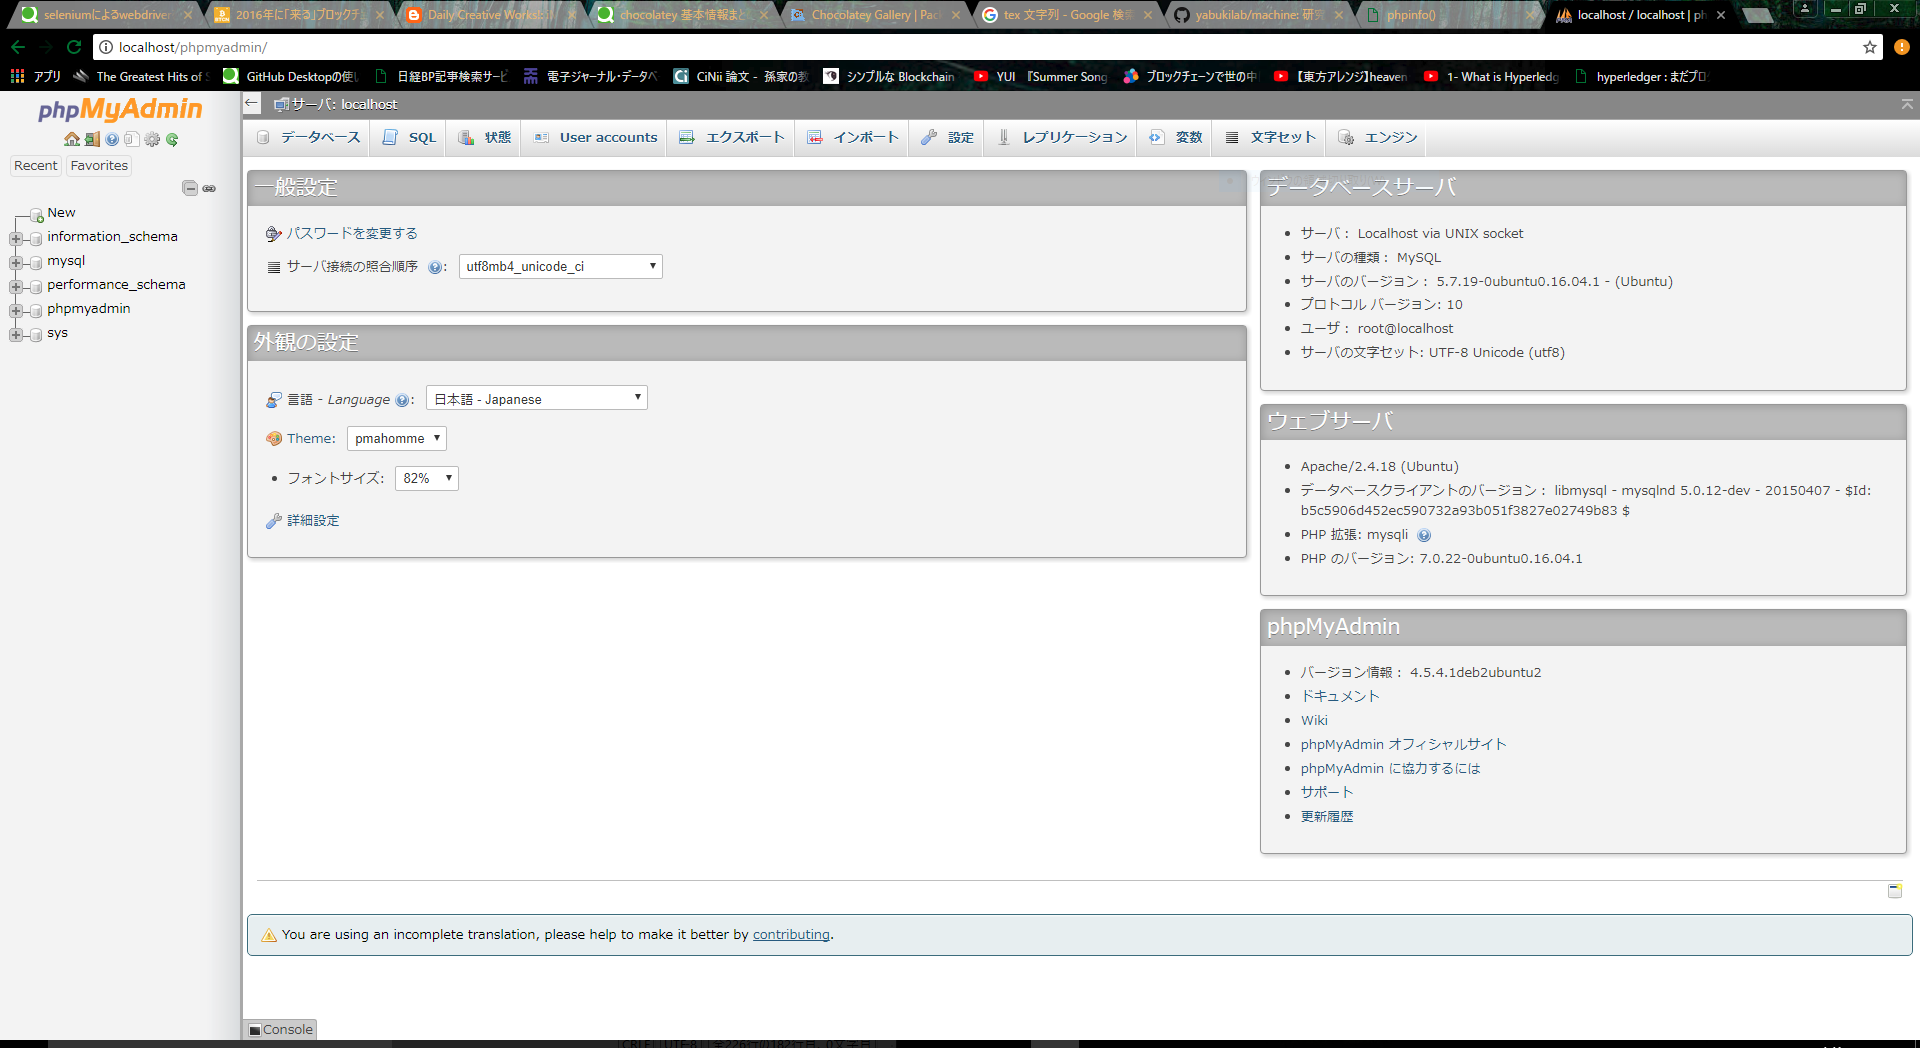 seleniumによるwebdriver
2016年に「来る」ブロックチ
Daily Creative Works!:
chocolatey 基本情報まと
Chocolatey Gallery | Pac
tex 文字列 - Google 検索
yabukilab/machine: 研究
phpinfo()
localhost / localhost | ph
localhost/phpmyadmin/
アプリ
The Greatest Hits of S
GitHub Desktopの使い
日経BP記事検索サービ
電子ジャーナル・データベ
CiNii 論文 - 孫家の教
シンプルな Blockchain
YUI 『Summer Song
ブロックチェーンで世の中
【東方アレンジ】heaven
1- What is Hyperledg
hyperledger : まだプロ
phpMyAdmin
Recent
Favorites
New
information_schema
mysql
performance_schema
phpmyadmin
sys
サーバ: localhost
データベース
SQL
状態
User accounts
エクスポート
インポート
設定
レプリケーション
変数
文字セット
エンジン
一般設定
パスワードを変更する
サーバ接続の照合順序 : utf8mb4_unicode_ci
外観の設定
言語 - Language : 日本語 - Japanese
Theme: pmahomme
フォントサイズ: 82%
詳細設定
データベースサーバ
サーバ： Localhost via UNIX socket
サーバの種類： MySQL
サーバのバージョン： 5.7.19-0ubuntu0.16.04.1 - (Ubuntu)
プロトコル バージョン: 10
ユーザ： root@localhost
サーバの文字セット: UTF-8 Unicode (utf8)
ウェブサーバ
Apache/2.4.18 (Ubuntu)
データベースクライアントのバージョン： libmysql - mysqlnd 5.0.12-dev - 20150407 - $Id:
b5c5906d452ec590732a93b051f3827e02749b83 $
PHP 拡張: mysqli
PHP のバージョン: 7.0.22-0ubuntu0.16.04.1
phpMyAdmin
バージョン情報： 4.5.4.1deb2ubuntu2
ドキュメント
Wiki
phpMyAdmin オフィシャルサイト
phpMyAdmin に協力するには
サポート
更新履歴
You are using an incomplete translation, please help to make it better by contributing.
Console